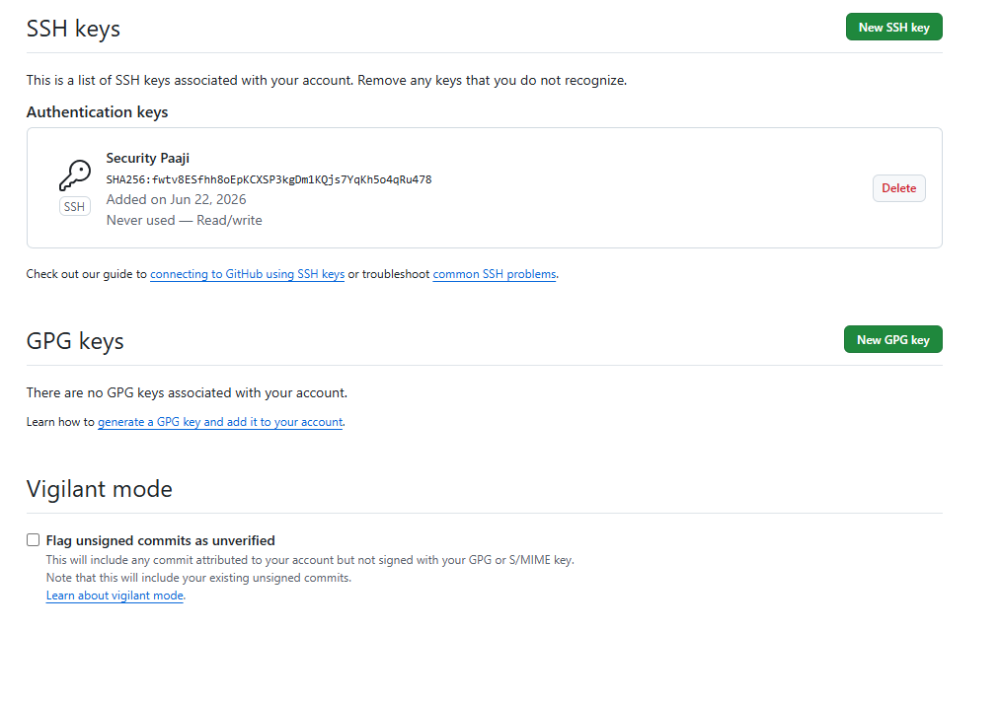 SSH keys
New SSH key
This is a list of SSH keys associated with your account. Remove any keys that you do not recognize.
Authentication keys
Security Paaji
SHA256:fwtv8ESfhh8oEpKCXSP3kgDm1KQjs7YqKh5o4qRu478
SSH
Added on Jun 22, 2026
Never used — Read/write
Delete
Check out our guide to connecting to GitHub using SSH keys or troubleshoot common SSH problems.
GPG keys
New GPG key
There are no GPG keys associated with your account.
Learn how to generate a GPG key and add it to your account.
Vigilant mode
Flag unsigned commits as unverified
This will include any commit attributed to your account but not signed with your GPG or S/MIME key.
Note that this will include your existing unsigned commits.
Learn about vigilant mode.